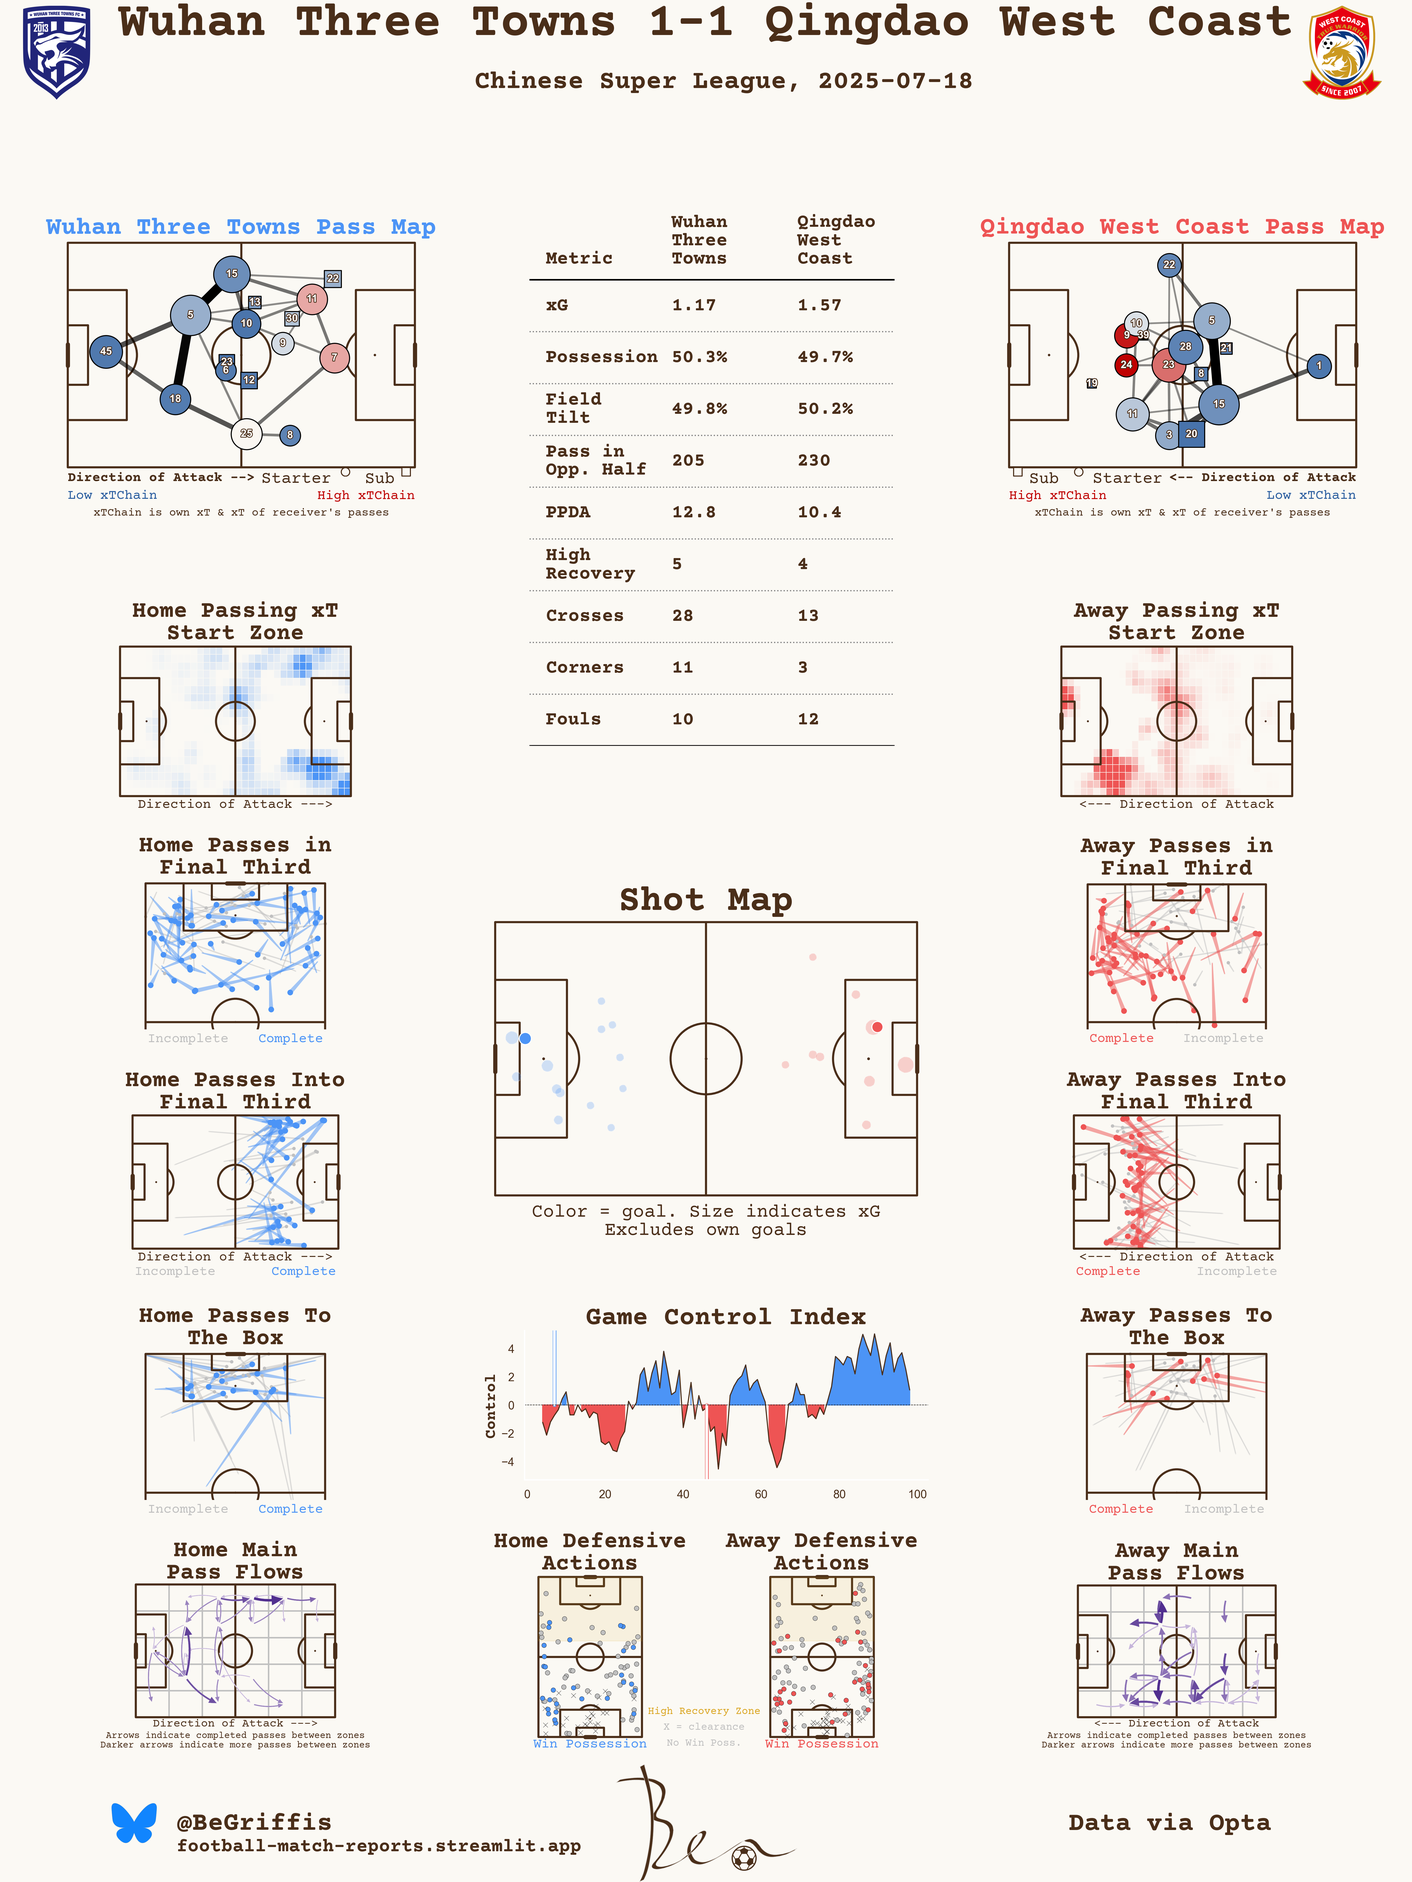 Wuhan Three Towns 1-1 Qingdao West Coast
Chinese Super League, 2025-07-18
WUHAN THREE TOWNS FC
2013
WEST COAST
TRUE WARRIOR
SINCE 2007
Wuhan Three Towns Pass Map
15
22
13
11
5
30
10
9
45
23
6
7
12
18
25
8
Direction of Attack --> Starter Sub
Low xTChain High xTChain
xTChain is own xT & xT of receiver's passes
Metric Wuhan Three Towns Qingdao West Coast
xG 1.17 1.57
Possession 50.3% 49.7%
Field Tilt 49.8% 50.2%
Pass in Opp. Half 205 230
PPDA 12.8 10.4
High Recovery 5 4
Crosses 28 13
Corners 11 3
Fouls 10 12
Qingdao West Coast Pass Map
22
10
5
9
39
28
21
24
23
8
1
19
11
15
3
20
Sub Starter <-- Direction of Attack
High xTChain Low xTChain
xTChain is own xT & xT of receiver's passes
Home Passing xT
Start Zone
Direction of Attack --->
Away Passing xT
Start Zone
<--- Direction of Attack
Home Passes in
Final Third
Incomplete Complete
Away Passes in
Final Third
Complete Incomplete
Shot Map
Color = goal. Size indicates xG
Excludes own goals
Home Passes Into
Final Third
Direction of Attack --->
Incomplete Complete
Away Passes Into
Final Third
<--- Direction of Attack
Complete Incomplete
Home Passes To
The Box
Incomplete Complete
Game Control Index
Control
4
2
0
−2
−4
0 20 40 60 80 100
Away Passes To
The Box
Complete Incomplete
Home Main
Pass Flows
Direction of Attack --->
Arrows indicate completed passes between zones
Darker arrows indicate more passes between zones
Home Defensive
Actions
Win Possession
Away Defensive
Actions
Win Possession
High Recovery Zone
X = clearance
No Win Poss.
Away Main
Pass Flows
<--- Direction of Attack
Arrows indicate completed passes between zones
Darker arrows indicate more passes between zones
@BeGriffis
football-match-reports.streamlit.app
Ben
Data via Opta